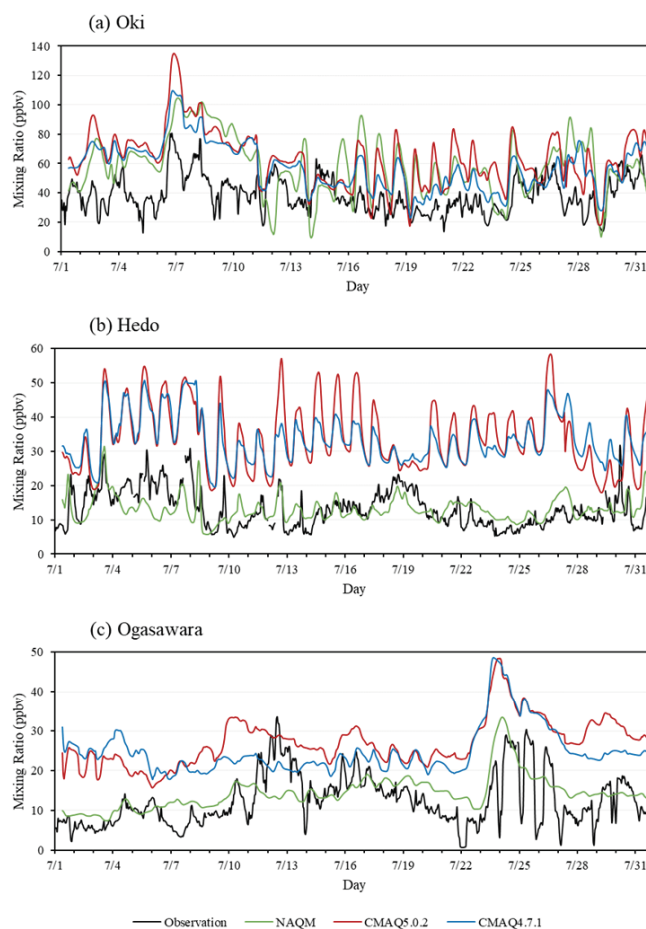 (a) Oki
140
120
100
80
60
40
20
0
Mixing Ratio (ppbv)
7/1 7/4 7/7 7/10 7/13 7/16 7/19 7/22 7/25 7/28 7/31
Day
(b) Hedo
60
50
40
30
20
10
0
Mixing Ratio (ppbv)
7/1 7/4 7/7 7/10 7/13 7/16 7/19 7/22 7/25 7/28 7/31
Day
(c) Ogasawara
50
40
30
20
10
0
Mixing Ratio (ppbv)
7/1 7/4 7/7 7/10 7/13 7/16 7/19 7/22 7/25 7/28 7/31
Day
Observation NAQM CMAQ5.0.2 CMAQ4.7.1